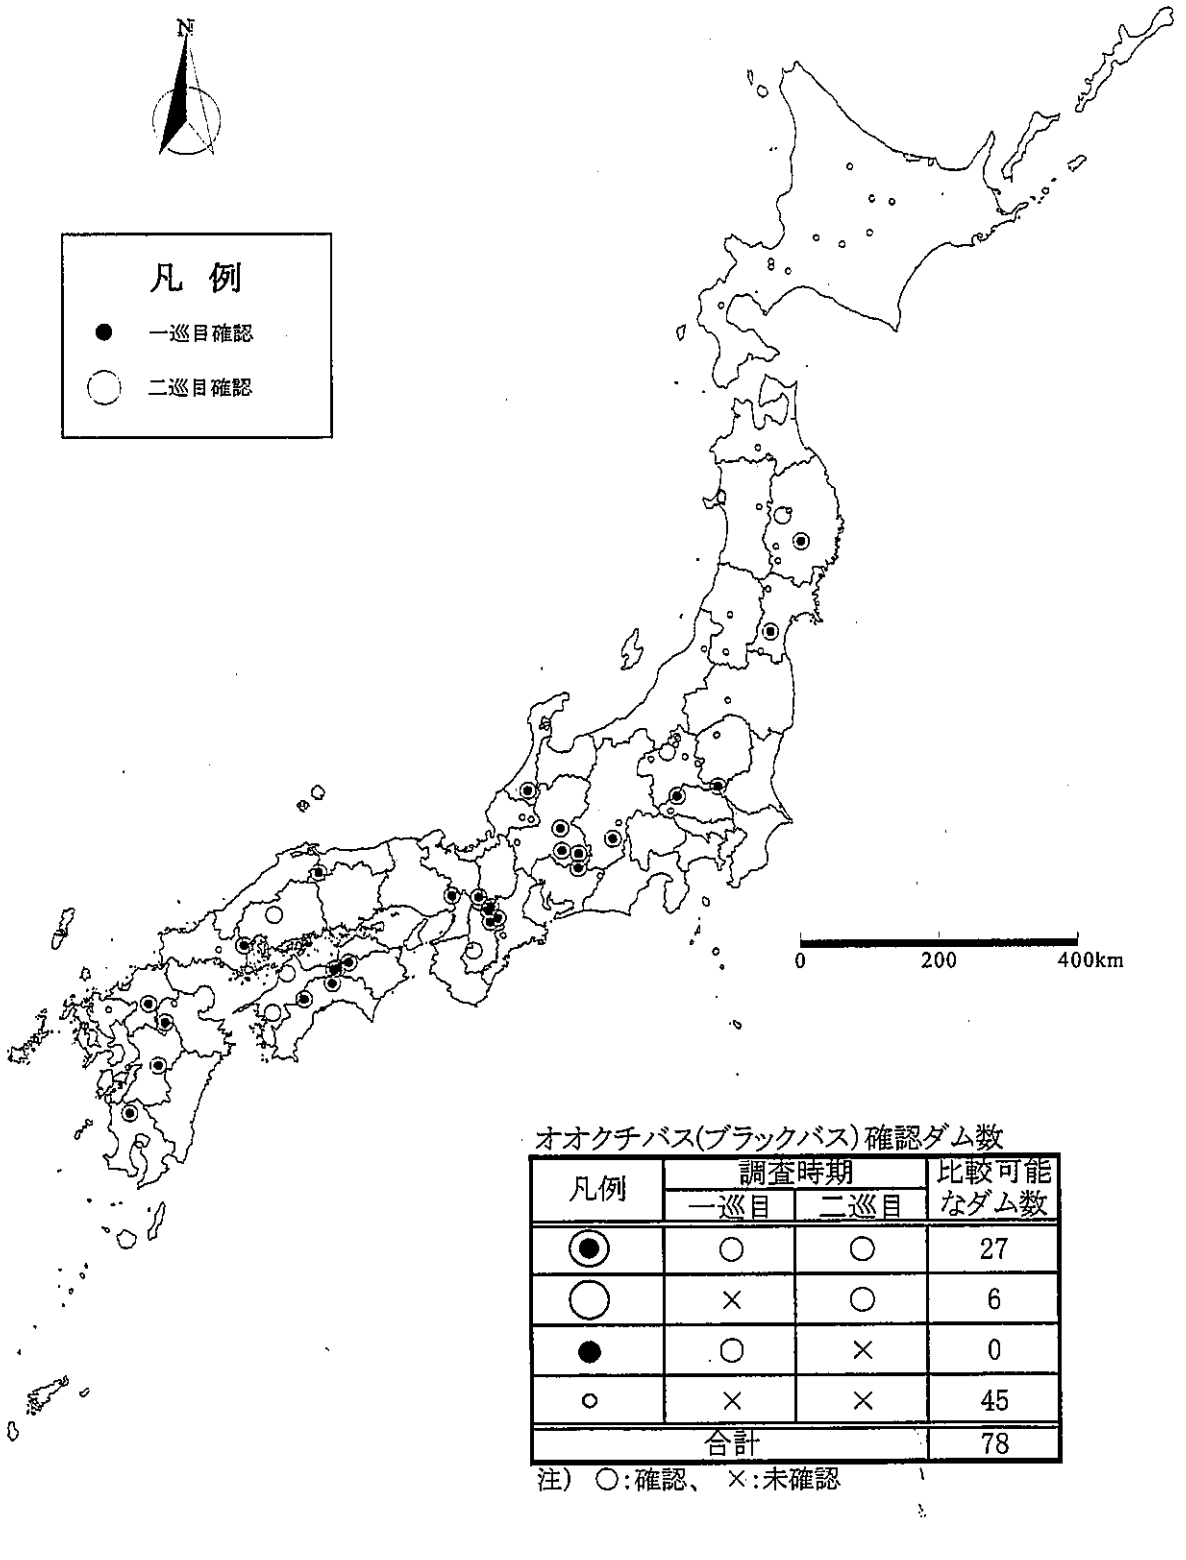 N
凡 例
一巡目確認
二巡目確認
0 200 400km
オオクチバス(ブラックバス)確認ダム数
凡例 調査時期 比較可能なダム数
一巡目 二巡目
○ ○ 27
× ○ 6
○ × 0
× × 45
合計 78
注) ○:確認、 ×:未確認